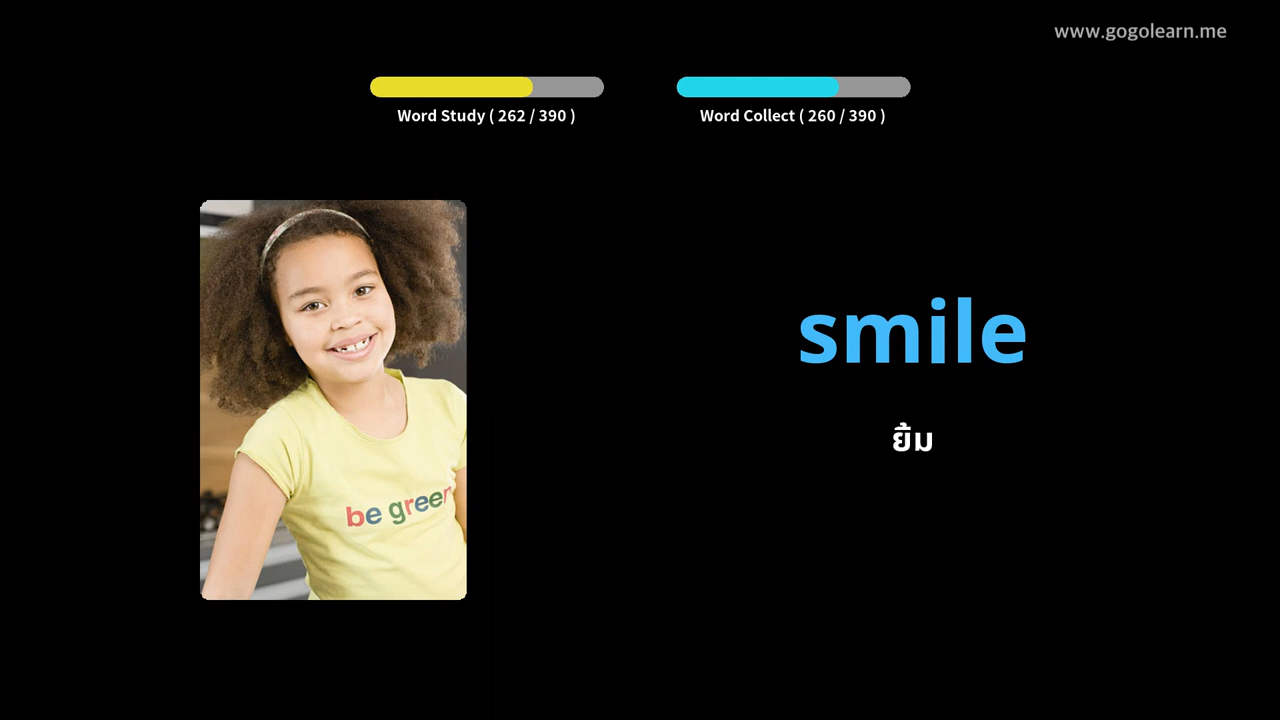 www.gogolearn.me
Word Study ( 262 / 390 )
Word Collect ( 260 / 390 )
smile
ยิ้ม
be green